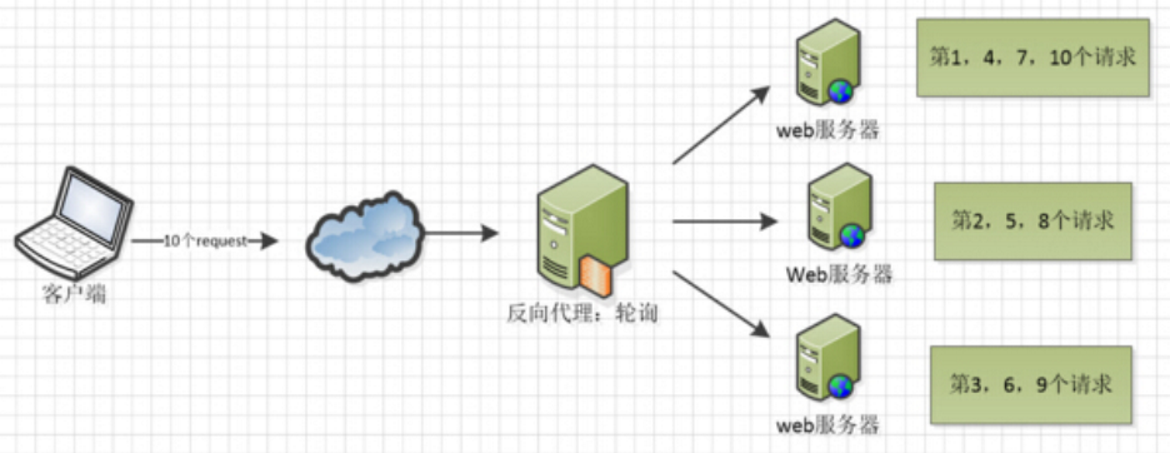 客户端
10个request
反向代理：轮询
web服务器
第1，4，7，10个请求
Web服务器
第2，5，8个请求
web服务器
第3，6，9个请求